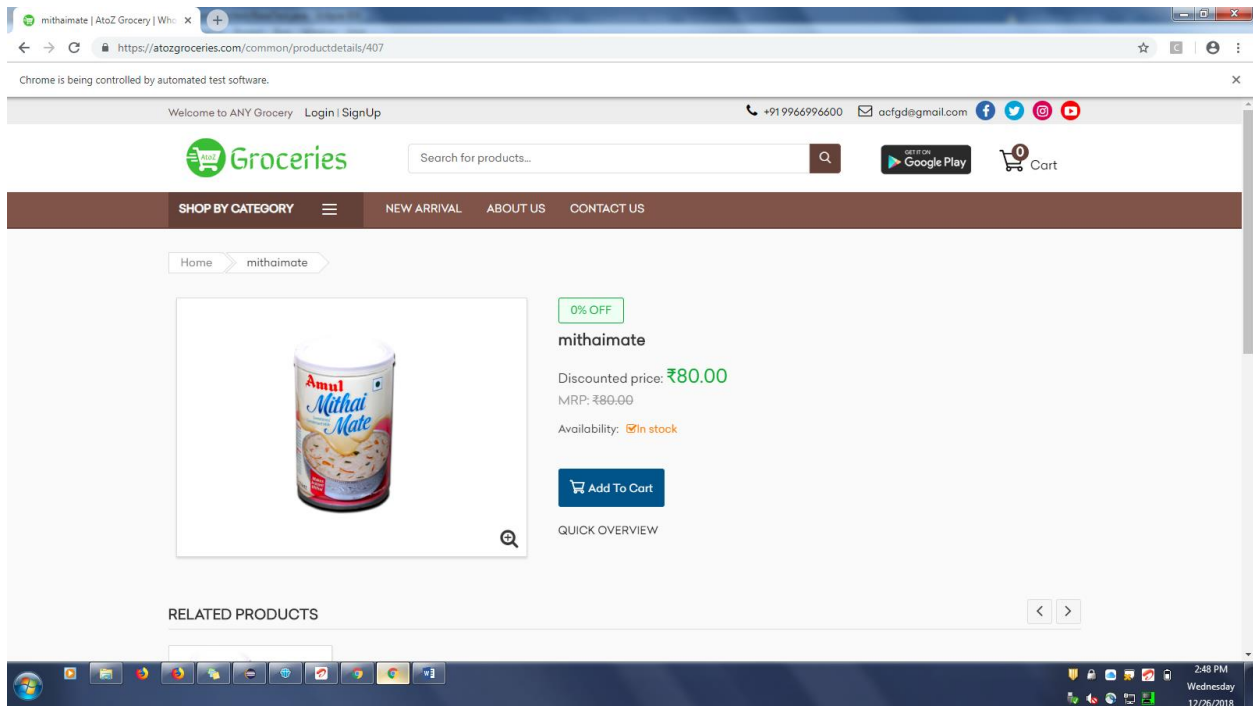 mithaimate | AtoZ Grocery | Who
https://atozgroceries.com/common/productdetails/407
Chrome is being controlled by automated test software.
Welcome to ANY Grocery Login | SignUp
+91 9966996600 acfgd@gmail.com
AtoZ Groceries
Search for products...
GET IT ON
Google Play
0
Cart
SHOP BY CATEGORY NEW ARRIVAL ABOUT US CONTACT US
Home mithaimate
0% OFF
mithaimate
Discounted price: ₹80.00
MRP: ₹80.00
Availability: In stock
Amul
Mithai
Mate
Add To Cart
QUICK OVERVIEW
RELATED PRODUCTS
2:48 PM
Wednesday
12/26/2018